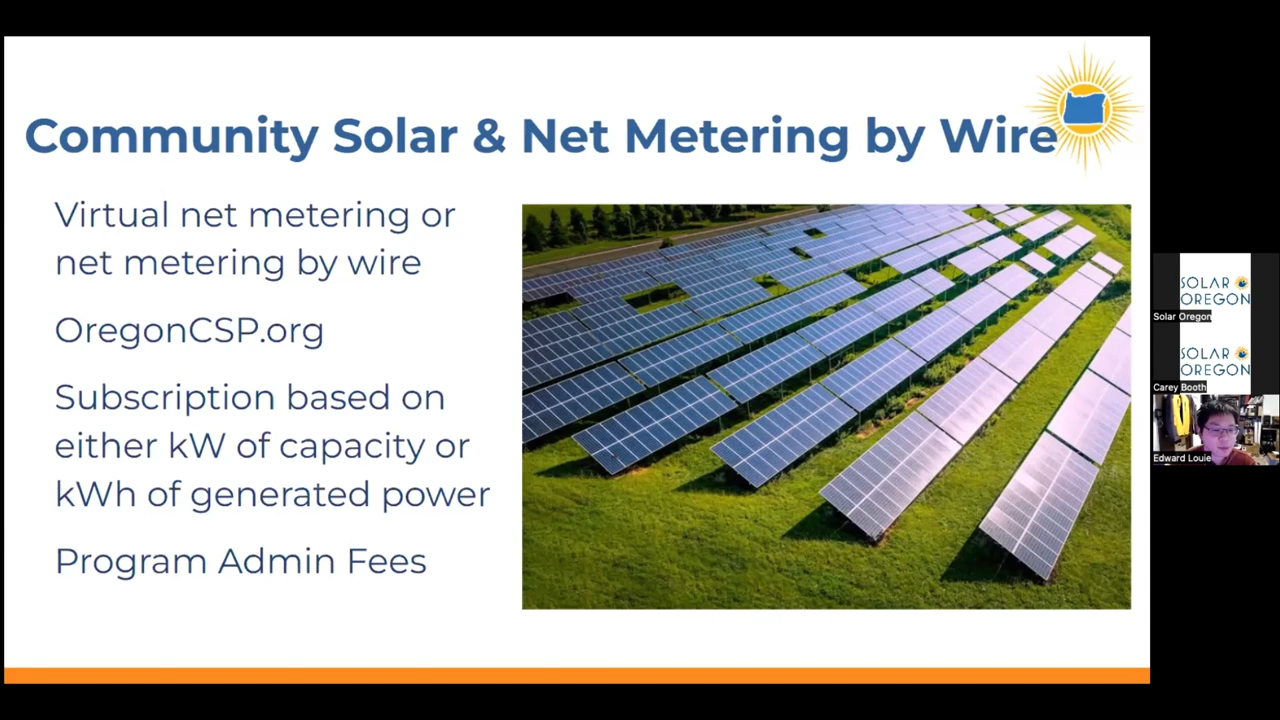 Community Solar & Net Metering by Wire
Virtual net metering or
net metering by wire
OregonCSP.org
Subscription based on
either kW of capacity or
kWh of generated power
Program Admin Fees
SOLAR
OREGON
Solar Oregon
SOLAR
OREGON
Carey Booth
Edward Louie